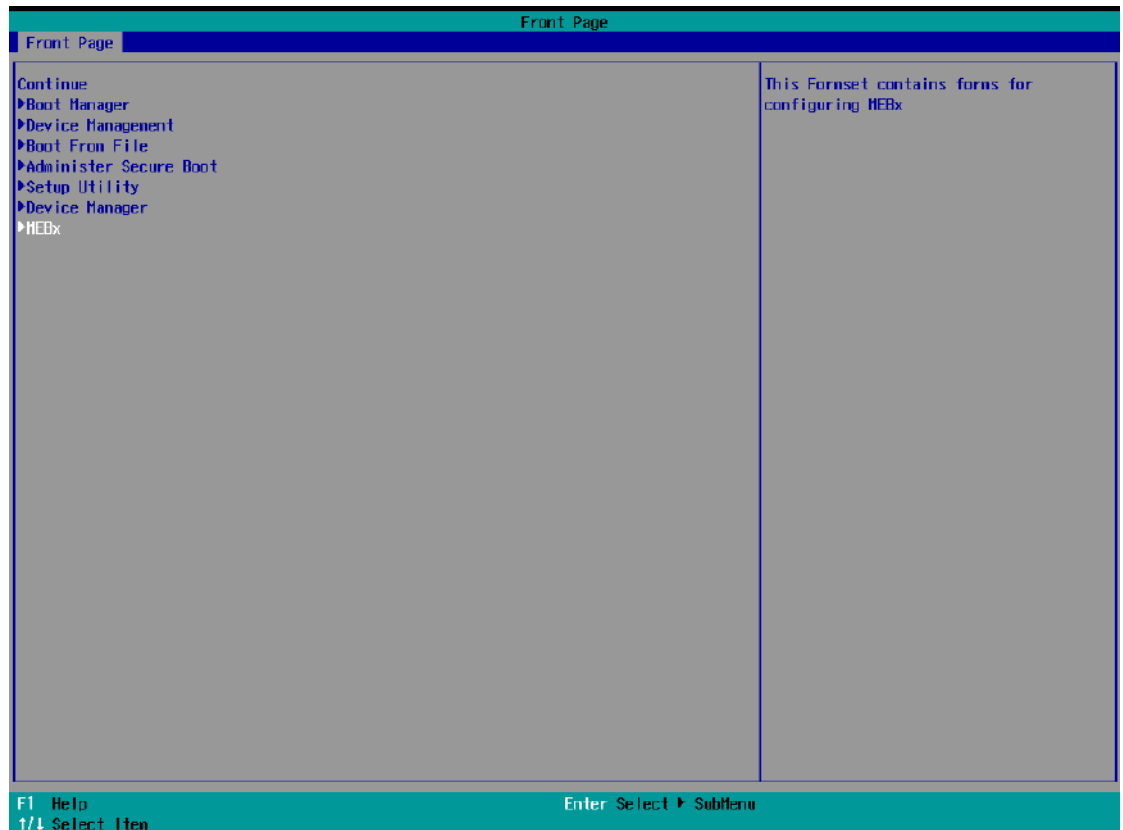 Front Page
Front Page
Continue
▶Boot Manager
▶Device Management
▶Boot From File
▶Administer Secure Boot
▶Setup Utility
▶Device Manager
▶MEBx
This Formset contains forms for
configuring MEBx
F1 Help
Enter Select ▶ SubMenu
↑/↓ Select Item